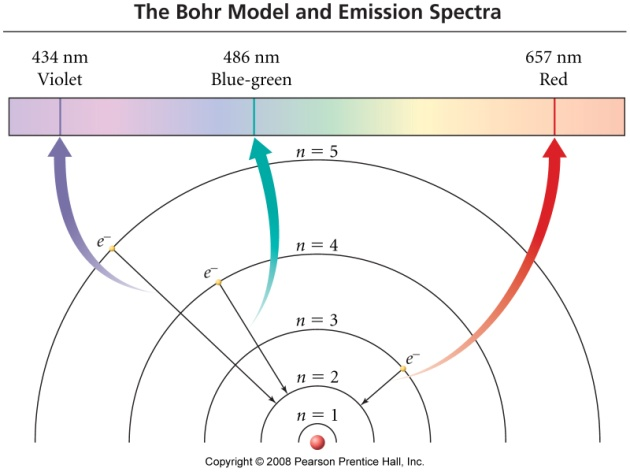 The Bohr Model and Emission Spectra
434 nm
Violet
486 nm
Blue-green
657 nm
Red
n = 5
e⁻
n = 4
e⁻
n = 3
e⁻
n = 2
n = 1
Copyright © 2008 Pearson Prentice Hall, Inc.